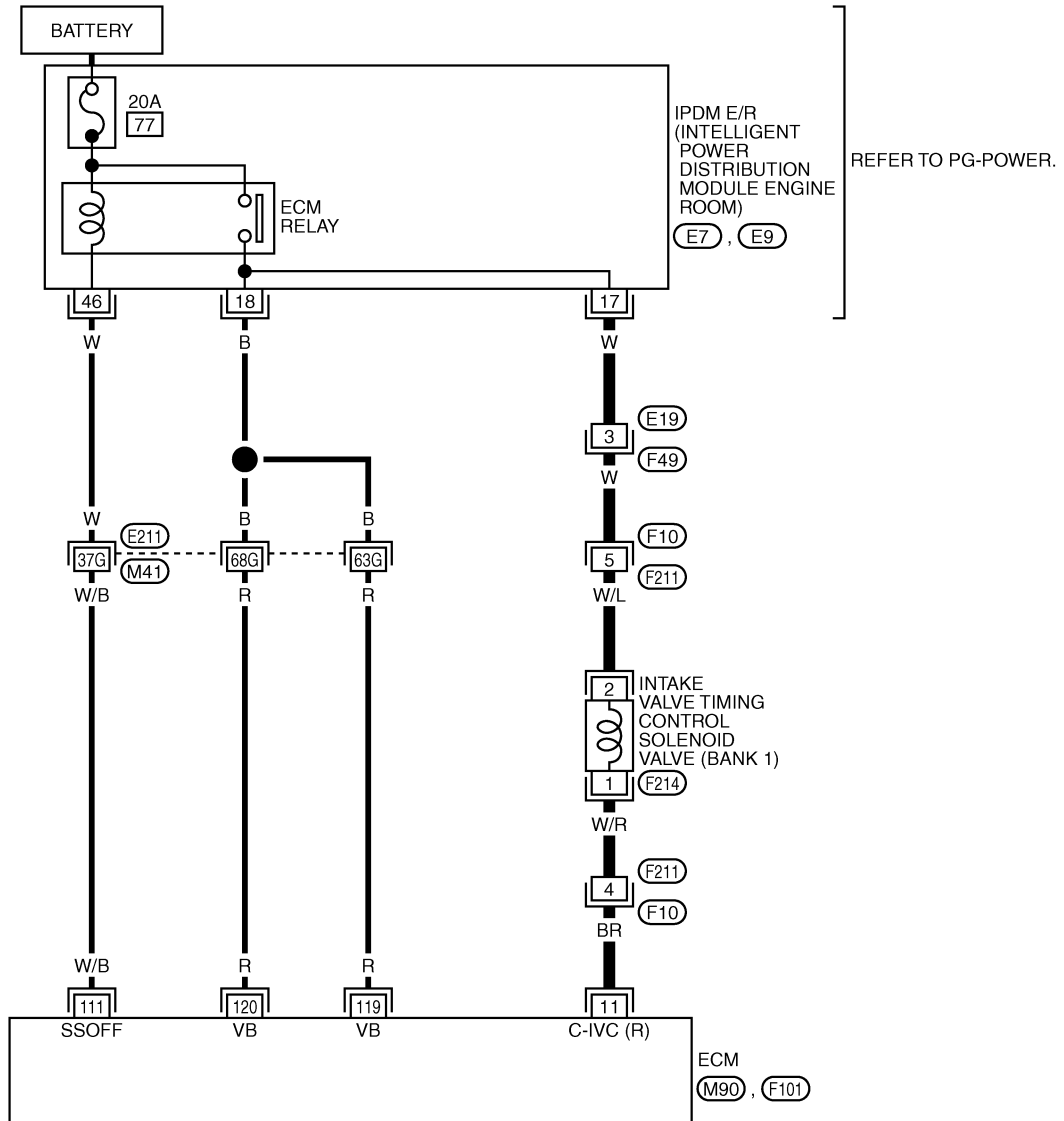 BATTERY
20A
77
IPDM E/R
(INTELLIGENT
POWER
DISTRIBUTION
MODULE ENGINE
ROOM)
E7 , E9
REFER TO PG-POWER.
ECM
RELAY
46 18 17
W B W
E19
3
F49
W
W B B
E211
37G 68G 63G
M41
W/B R R
F10
5
F211
W/L
2
INTAKE
VALVE TIMING
CONTROL
SOLENOID
VALVE (BANK 1)
1 F214
W/R
F211
4
F10
BR
W/B R R
111 120 119 11
SSOFF VB VB C-IVC (R)
ECM
M90 , F101